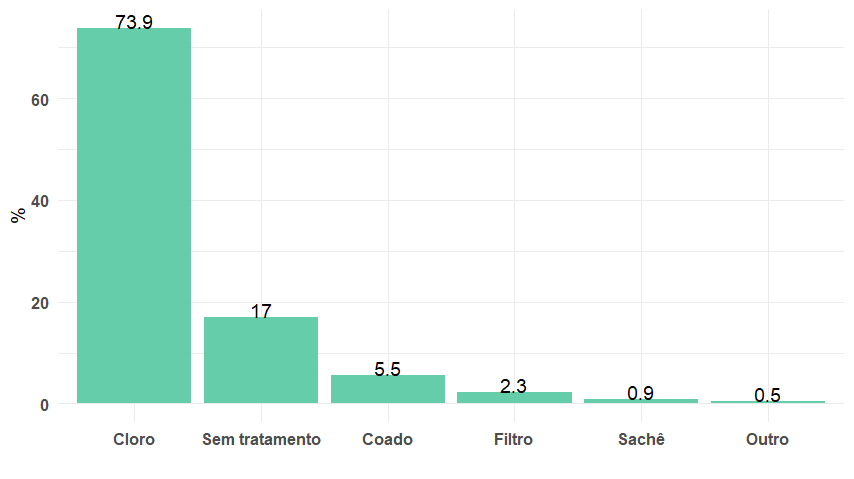 73.9
17
5.5
2.3
0.9
0.5
60
40
20
0
%
Cloro
Sem tratamento
Coado
Filtro
Sachê
Outro